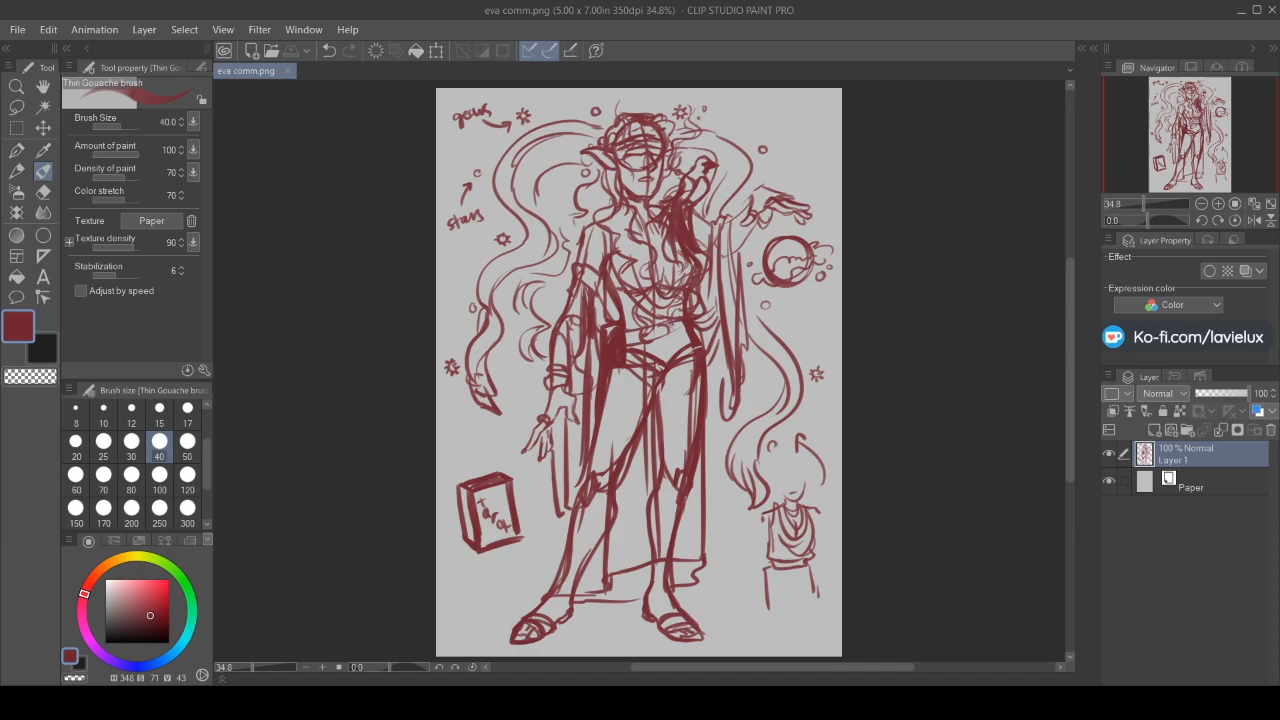 eva comm.png (5.00 x 7.00in 350dpi 34.8%) - CLIP STUDIO PAINT PRO
File Edit Animation Layer Select View Filter Window Help
Tool
Tool property [Thin Go
eva comm.png
Navigator
Thin Gouache brush
Brush Size 40.0
Amount of paint 100
Density of paint 70
Color stretch 70
Texture Paper
Texture density 90
Stabilization 6
Adjust by speed
stars
34.8
0.0
Layer Property
Effect
Expression color
Color
Ko-fi.com/lavielux
Layer
Normal 100
100 % Normal
Layer 1
Paper
Brush size [Thin Gouache brus
8 10 12 15 17
20 25 30 40 50
60 70 80 100 120
150 170 200 250 300
tarot
H 348 S 71 V 43
34.8 0.0